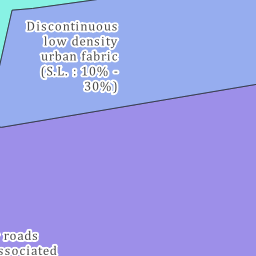 Discontinuous
low density
urban fabric
(S.L. : 10% -
30%)
roads
ssociated